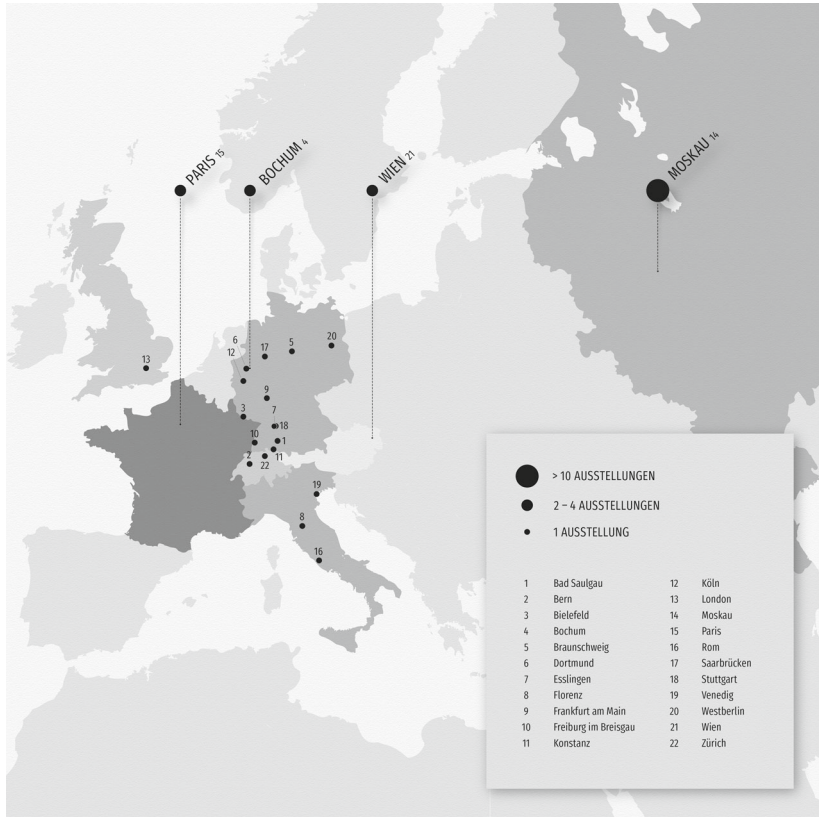 PARIS 15
BOCHUM 4
WIEN 21
MOSKAU 14
6
12
17
5
20
13
9
3
7
18
10
1
2
11
22
19
8
16
> 10 AUSSTELLUNGEN
2 – 4 AUSSTELLUNGEN
1 AUSSTELLUNG
1 Bad Saulgau
2 Bern
3 Bielefeld
4 Bochum
5 Braunschweig
6 Dortmund
7 Esslingen
8 Florenz
9 Frankfurt am Main
10 Freiburg im Breisgau
11 Konstanz
12 Köln
13 London
14 Moskau
15 Paris
16 Rom
17 Saarbrücken
18 Stuttgart
19 Venedig
20 Westberlin
21 Wien
22 Zürich